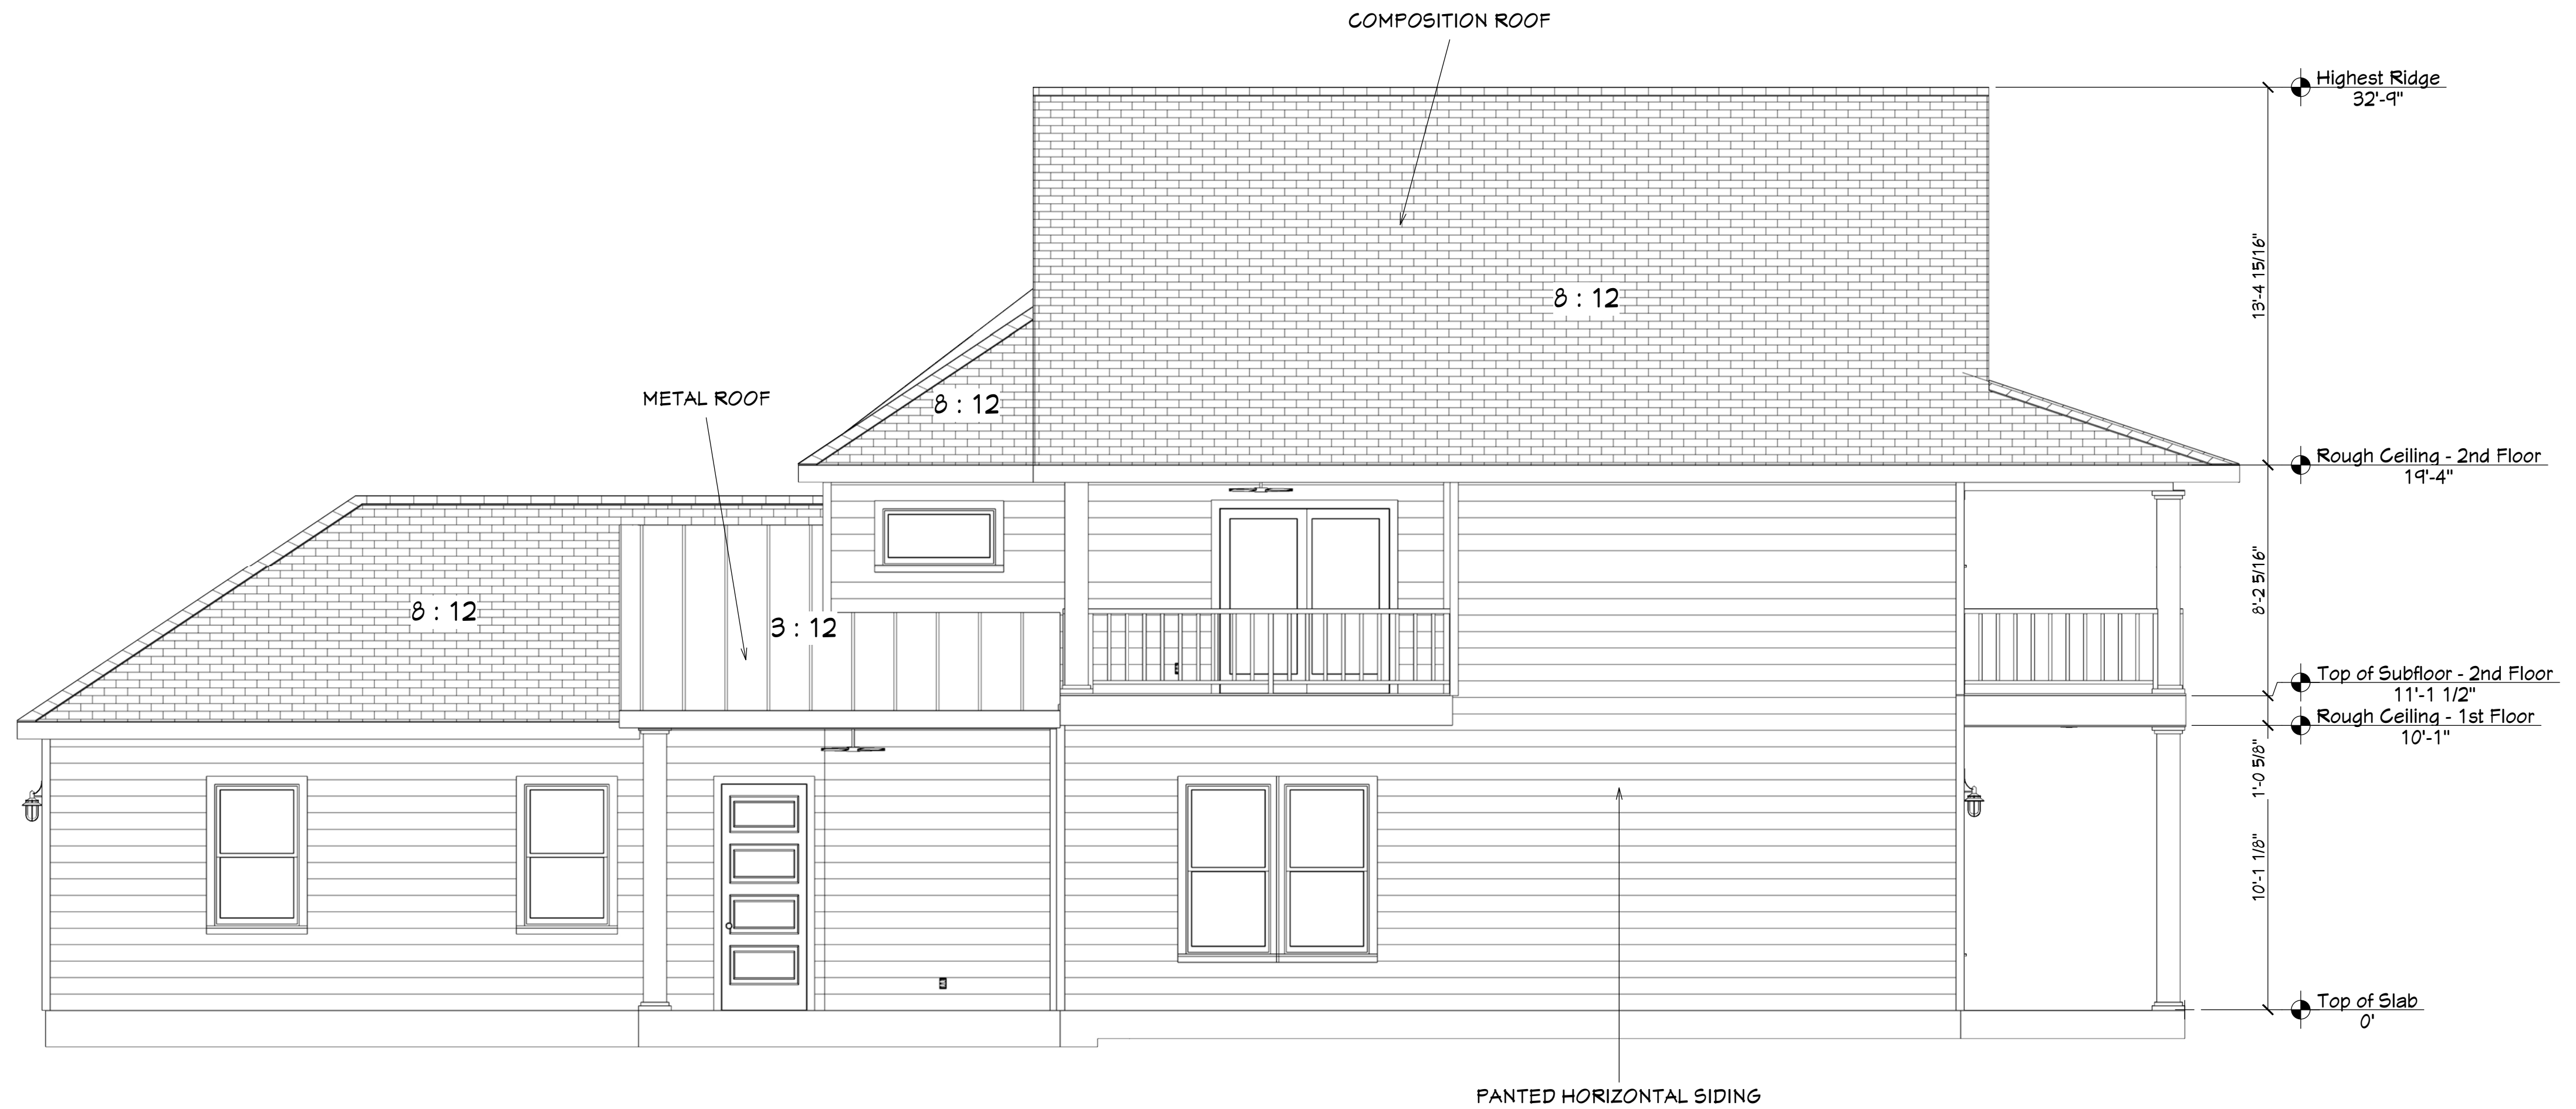 COMPOSITION ROOF
Highest Ridge
32'-9"
13'-4 15/16"
8 : 12
METAL ROOF
8 : 12
Rough Ceiling - 2nd Floor
19'-4"
8'-2 5/16"
8 : 12
3 : 12
Top of Subfloor - 2nd Floor
11'-1 1/2"
Rough Ceiling - 1st Floor
10'-1"
1'-0 5/8"
10'-1 1/8"
Top of Slab
0'
PANTED HORIZONTAL SIDING